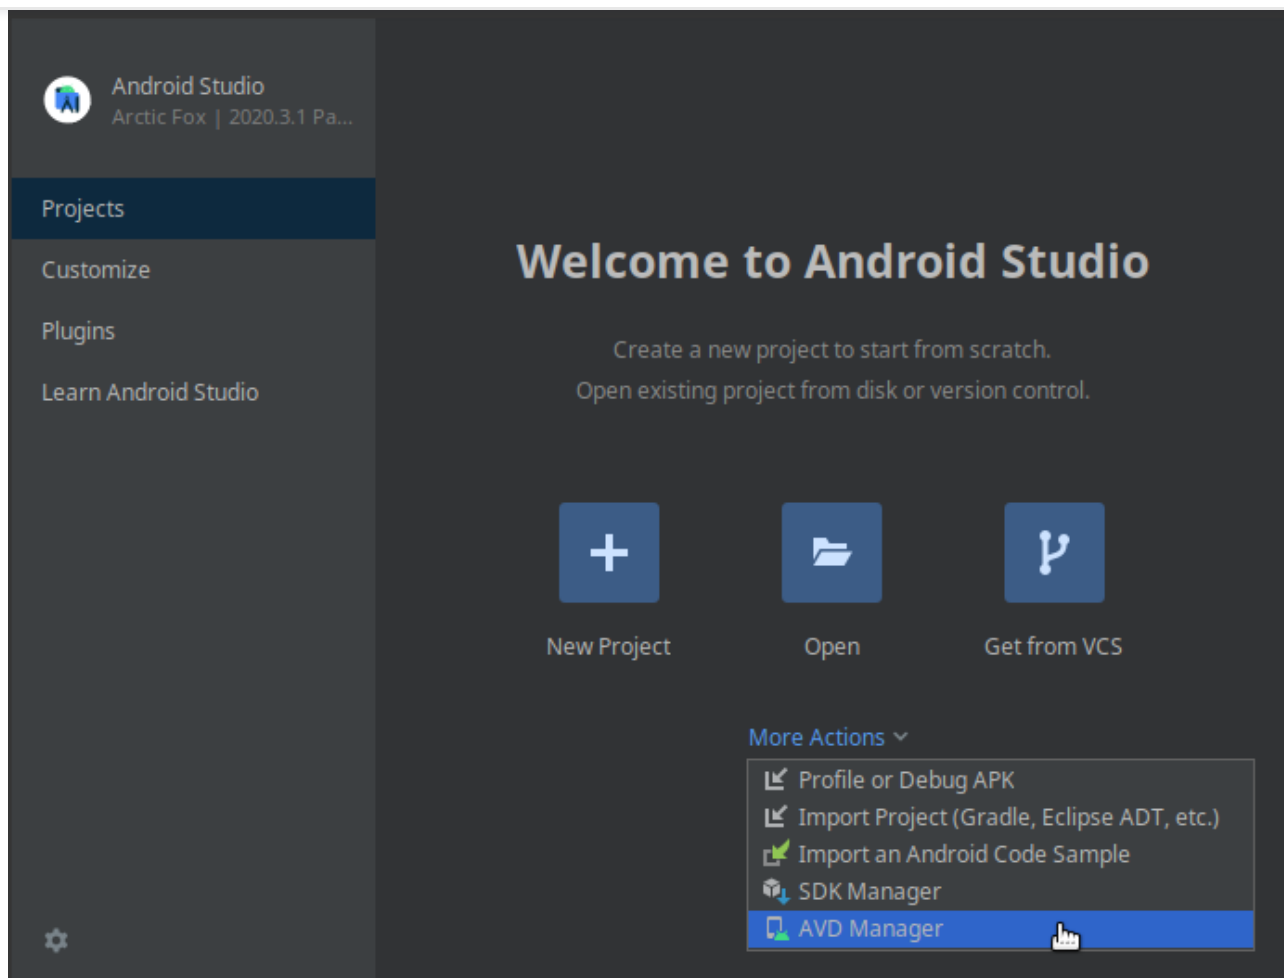 Android Studio
Arctic Fox | 2020.3.1 Pa...
Projects
Customize
Plugins
Learn Android Studio
Welcome to Android Studio
Create a new project to start from scratch.
Open existing project from disk or version control.
New Project
Open
Get from VCS
More Actions
Profile or Debug APK
Import Project (Gradle, Eclipse ADT, etc.)
Import an Android Code Sample
SDK Manager
AVD Manager